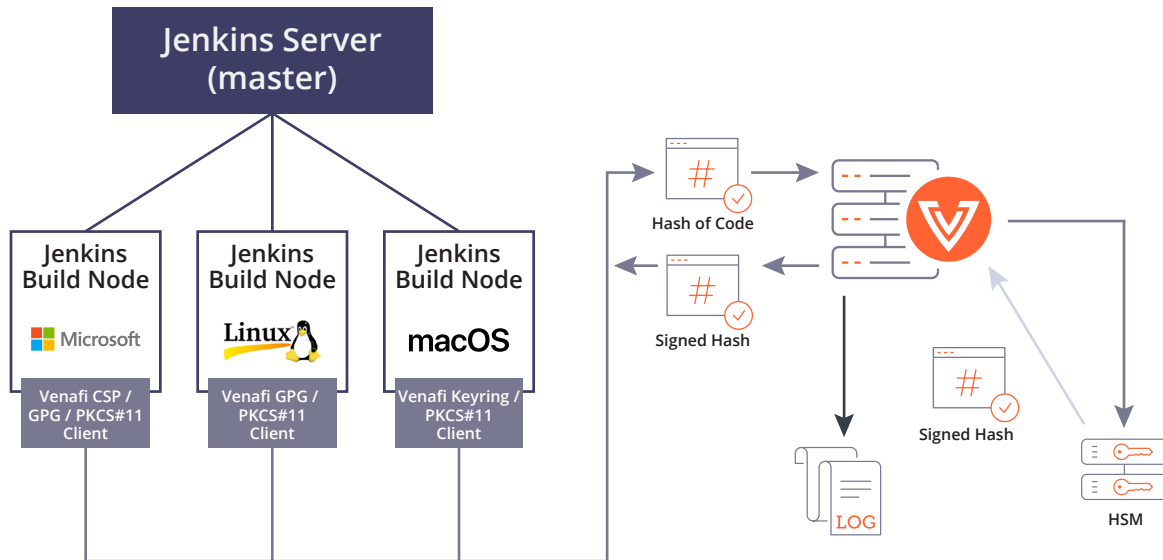 Jenkins Server
(master)
Jenkins
Build Node
Microsoft
Venafi CSP /
GPG / PKCS#11
Client
Jenkins
Build Node
Linux™
Venafi GPG /
PKCS#11
Client
Jenkins
Build Node
macOS
Venafi Keyring /
PKCS#11
Client
#
Hash of Code
#
Signed Hash
LOG
#
Signed Hash
HSM